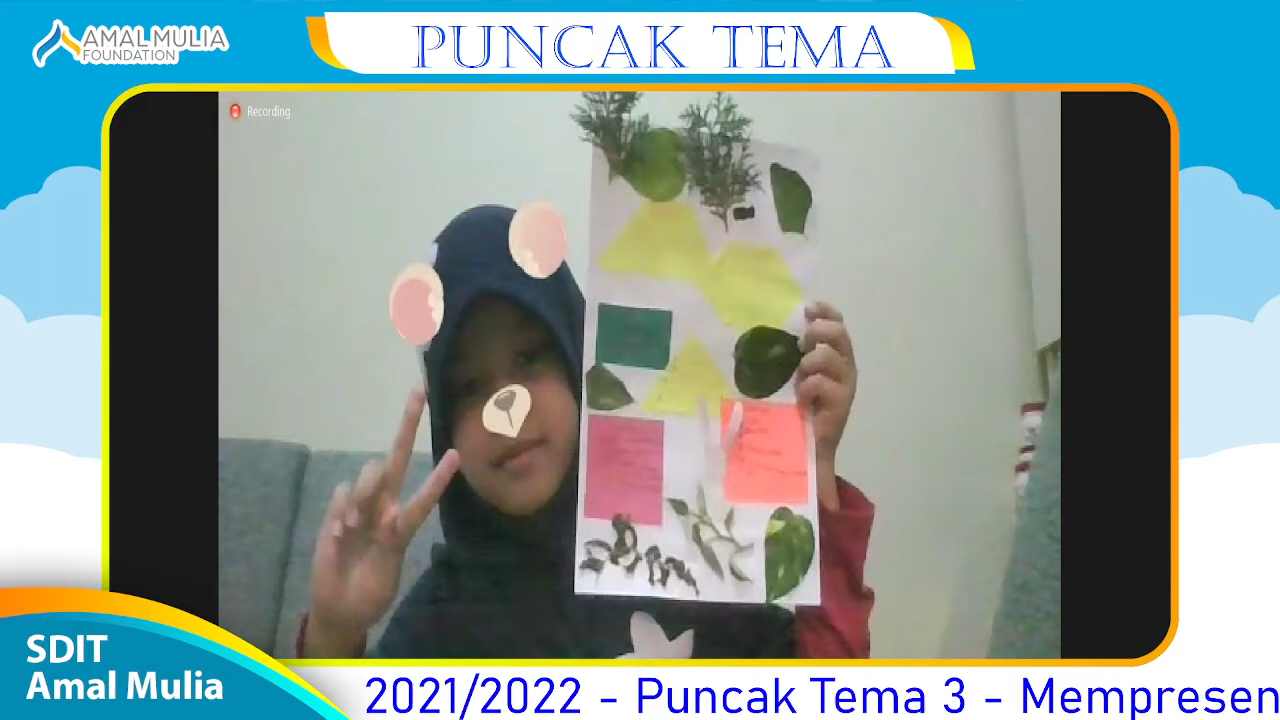 AMAL MULIA
FOUNDATION
PUNCAK TEMA
Recording
SDIT
Amal Mulia
2021/2022 - Puncak Tema 3 - Mempresen